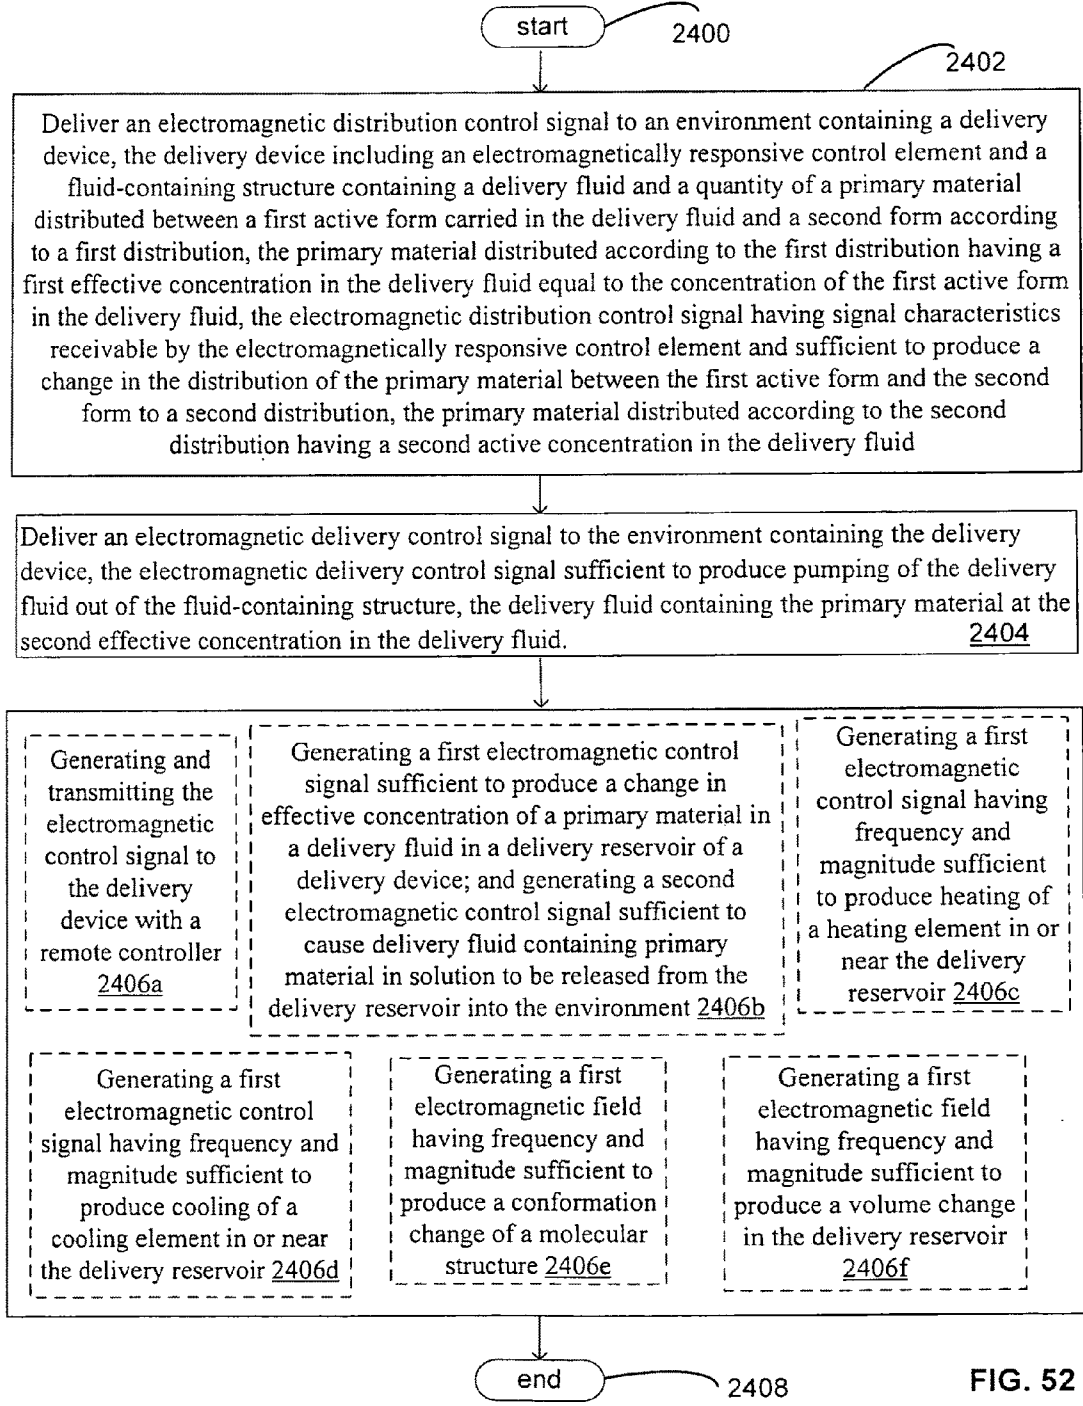 start
2400
2402
Deliver an electromagnetic distribution control signal to an environment containing a delivery
device, the delivery device including an electromagnetically responsive control element and a
fluid-containing structure containing a delivery fluid and a quantity of a primary material
distributed between a first active form carried in the delivery fluid and a second form according
to a first distribution, the primary material distributed according to the first distribution having a
first effective concentration in the delivery fluid equal to the concentration of the first active form
in the delivery fluid, the electromagnetic distribution control signal having signal characteristics
receivable by the electromagnetically responsive control element and sufficient to produce a
change in the distribution of the primary material between the first active form and the second
form to a second distribution, the primary material distributed according to the second
distribution having a second active concentration in the delivery fluid
Deliver an electromagnetic delivery control signal to the environment containing the delivery
device, the electromagnetic delivery control signal sufficient to produce pumping of the delivery
fluid out of the fluid-containing structure, the delivery fluid containing the primary material at the
second effective concentration in the delivery fluid.
2404
Generating and
transmitting the
electromagnetic
control signal to
the delivery
device with a
remote controller
2406a
Generating a first electromagnetic control
signal sufficient to produce a change in
effective concentration of a primary material in
a delivery fluid in a delivery reservoir of a
delivery device; and generating a second
electromagnetic control signal sufficient to
cause delivery fluid containing primary
material in solution to be released from the
delivery reservoir into the environment 2406b
Generating a first
electromagnetic
control signal having
frequency and
magnitude sufficient
to produce heating of
a heating element in or
near the delivery
reservoir 2406c
Generating a first
electromagnetic control
signal having frequency and
magnitude sufficient to
produce cooling of a
cooling element in or near
the delivery reservoir 2406d
Generating a first
electromagnetic field
having frequency and
magnitude sufficient to
produce a conformation
change of a molecular
structure 2406e
Generating a first
electromagnetic field
having frequency and
magnitude sufficient to
produce a volume change
in the delivery reservoir
2406f
end
2408
FIG. 52